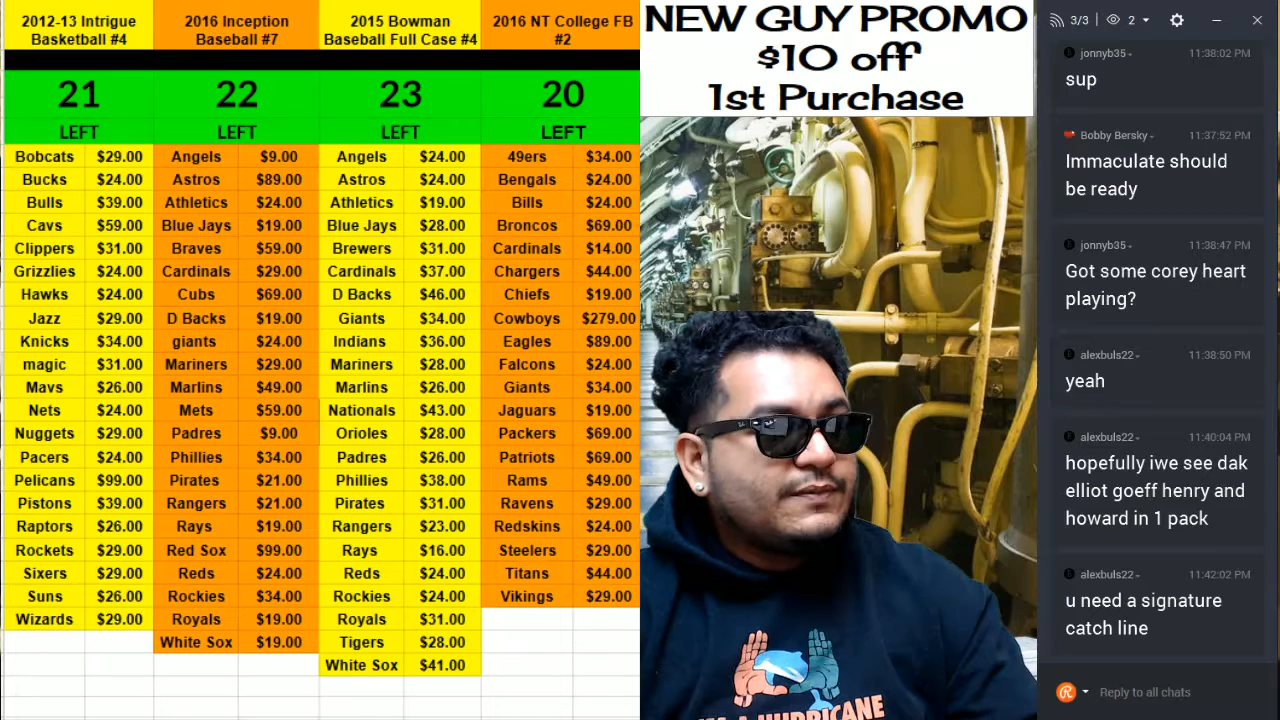 2012-13 Intrigue
Basketball #4
21
LEFT
Bobcats $29.00
Bucks $24.00
Bulls $39.00
Cavs $59.00
Clippers $31.00
Grizzlies $24.00
Hawks $24.00
Jazz $29.00
Knicks $34.00
magic $31.00
Mavs $26.00
Nets $24.00
Nuggets $29.00
Pacers $24.00
Pelicans $99.00
Pistons $39.00
Raptors $26.00
Rockets $29.00
Sixers $29.00
Suns $26.00
Wizards $29.00
2016 Inception
Baseball #7
22
LEFT
Angels $9.00
Astros $89.00
Athletics $24.00
Blue Jays $19.00
Braves $59.00
Cardinals $29.00
Cubs $69.00
D Backs $19.00
giants $24.00
Mariners $29.00
Marlins $49.00
Mets $59.00
Padres $9.00
Phillies $34.00
Pirates $21.00
Rangers $21.00
Rays $19.00
Red Sox $99.00
Reds $24.00
Rockies $34.00
Royals $19.00
White Sox $19.00
2015 Bowman
Baseball Full Case #4
23
LEFT
Angels $24.00
Astros $24.00
Athletics $19.00
Blue Jays $28.00
Brewers $31.00
Cardinals $37.00
D Backs $46.00
Giants $34.00
Indians $36.00
Mariners $28.00
Marlins $26.00
Nationals $43.00
Orioles $28.00
Padres $26.00
Phillies $38.00
Pirates $31.00
Rangers $23.00
Rays $16.00
Reds $24.00
Rockies $24.00
Royals $31.00
Tigers $28.00
White Sox $41.00
2016 NT College FB
#2
20
LEFT
49ers $34.00
Bengals $24.00
Bills $24.00
Broncos $69.00
Cardinals $14.00
Chargers $44.00
Chiefs $19.00
Cowboys $279.00
Eagles $89.00
Falcons $24.00
Giants $34.00
Jaguars $19.00
Packers $69.00
Patriots $69.00
Rams $49.00
Ravens $29.00
Redskins $24.00
Steelers $29.00
Titans $44.00
Vikings $29.00
NEW GUY PROMO
$10 off
1st Purchase
A HURRICANE
3/3 | 2
jonnyb35 11:38:02 PM
sup
Bobby Bersky 11:37:52 PM
Immaculate should
be ready
jonnyb35 11:38:47 PM
Got some corey heart
playing?
alexbuls22 11:38:50 PM
yeah
alexbuls22 11:40:04 PM
hopefully iwe see dak
elliot goeff henry and
howard in 1 pack
alexbuls22 11:42:02 PM
u need a signature
catch line
Reply to all chats